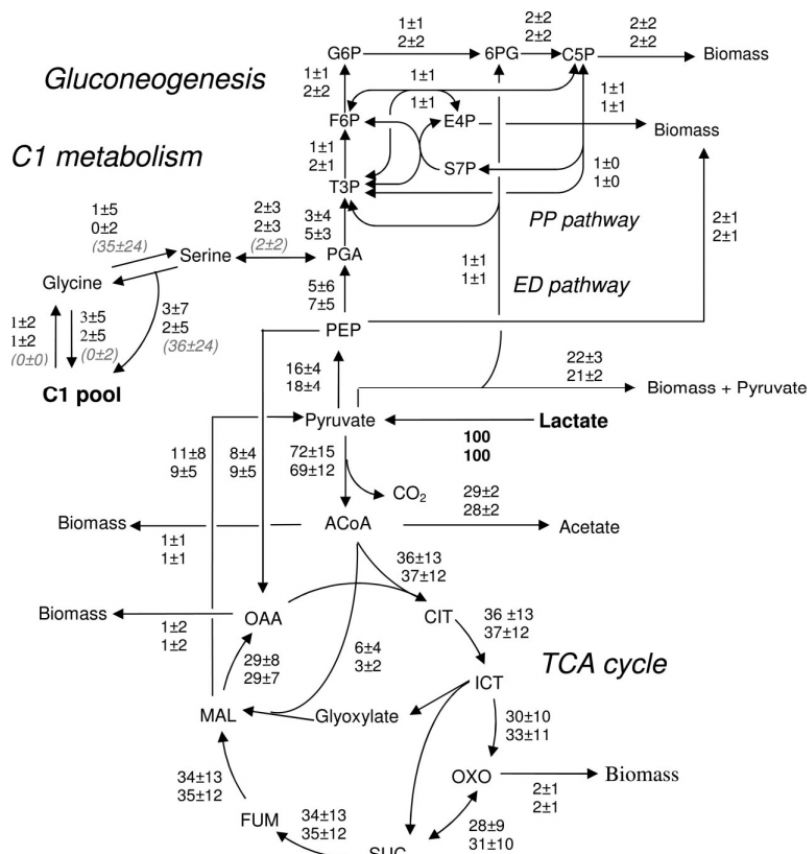 1±1
2±2
2±2
2±2
2±2
2±2
G6P
6PG
C5P
Biomass
Gluconeogenesis
1±1
2±2
1±1
1±1
1±1
1±1
F6P
E4P
Biomass
C1 metabolism
1±1
2±1
S7P
1±0
1±0
T3P
1±5
0±2
(35±24)
2±3
2±3
(2±2)
3±4
5±3
PP pathway
2±1
2±1
Serine
PGA
Glycine
1±1
1±1
ED pathway
5±6
7±5
1±2
1±2
(0±0)
3±5
2±5
(0±2)
3±7
2±5
(36±24)
PEP
16±4
18±4
22±3
21±2
C1 pool
Biomass + Pyruvate
Pyruvate
Lactate
100
100
11±8
9±5
8±4
9±5
72±15
69±12
CO2
29±2
28±2
Biomass
ACoA
Acetate
1±1
1±1
36±13
37±12
Biomass
OAA
CIT
36 ±13
37±12
1±2
1±2
29±8
29±7
6±4
3±2
TCA cycle
ICT
MAL
Glyoxylate
30±10
33±11
34±13
35±12
OXO
Biomass
2±1
2±1
FUM
34±13
35±12
28±9
31±10
SUC